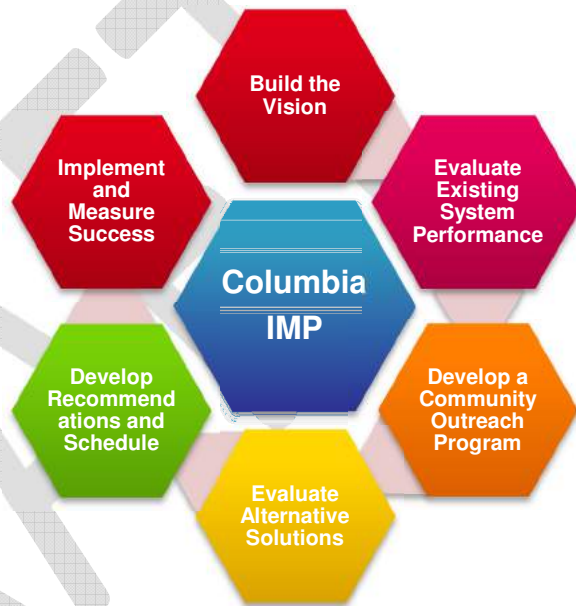 Build the
Vision
Evaluate
Existing
System
Performance
Develop a
Community
Outreach
Program
Evaluate
Alternative
Solutions
Develop
Recommend
ations and
Schedule
Implement
and
Measure
Success
Columbia
IMP